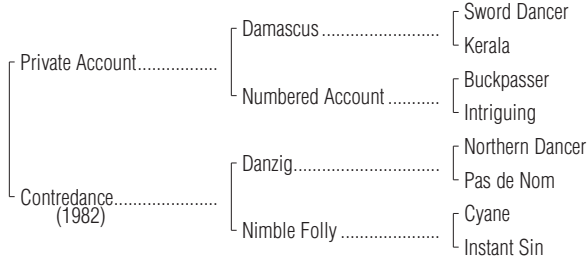 Sword Dancer
Damascus
Kerala
Private Account
Buckpasser
Numbered Account
Intriguing
Northern Dancer
Danzig
Pas de Nom
Contredance
(1982)
Cyane
Nimble Folly
Instant Sin